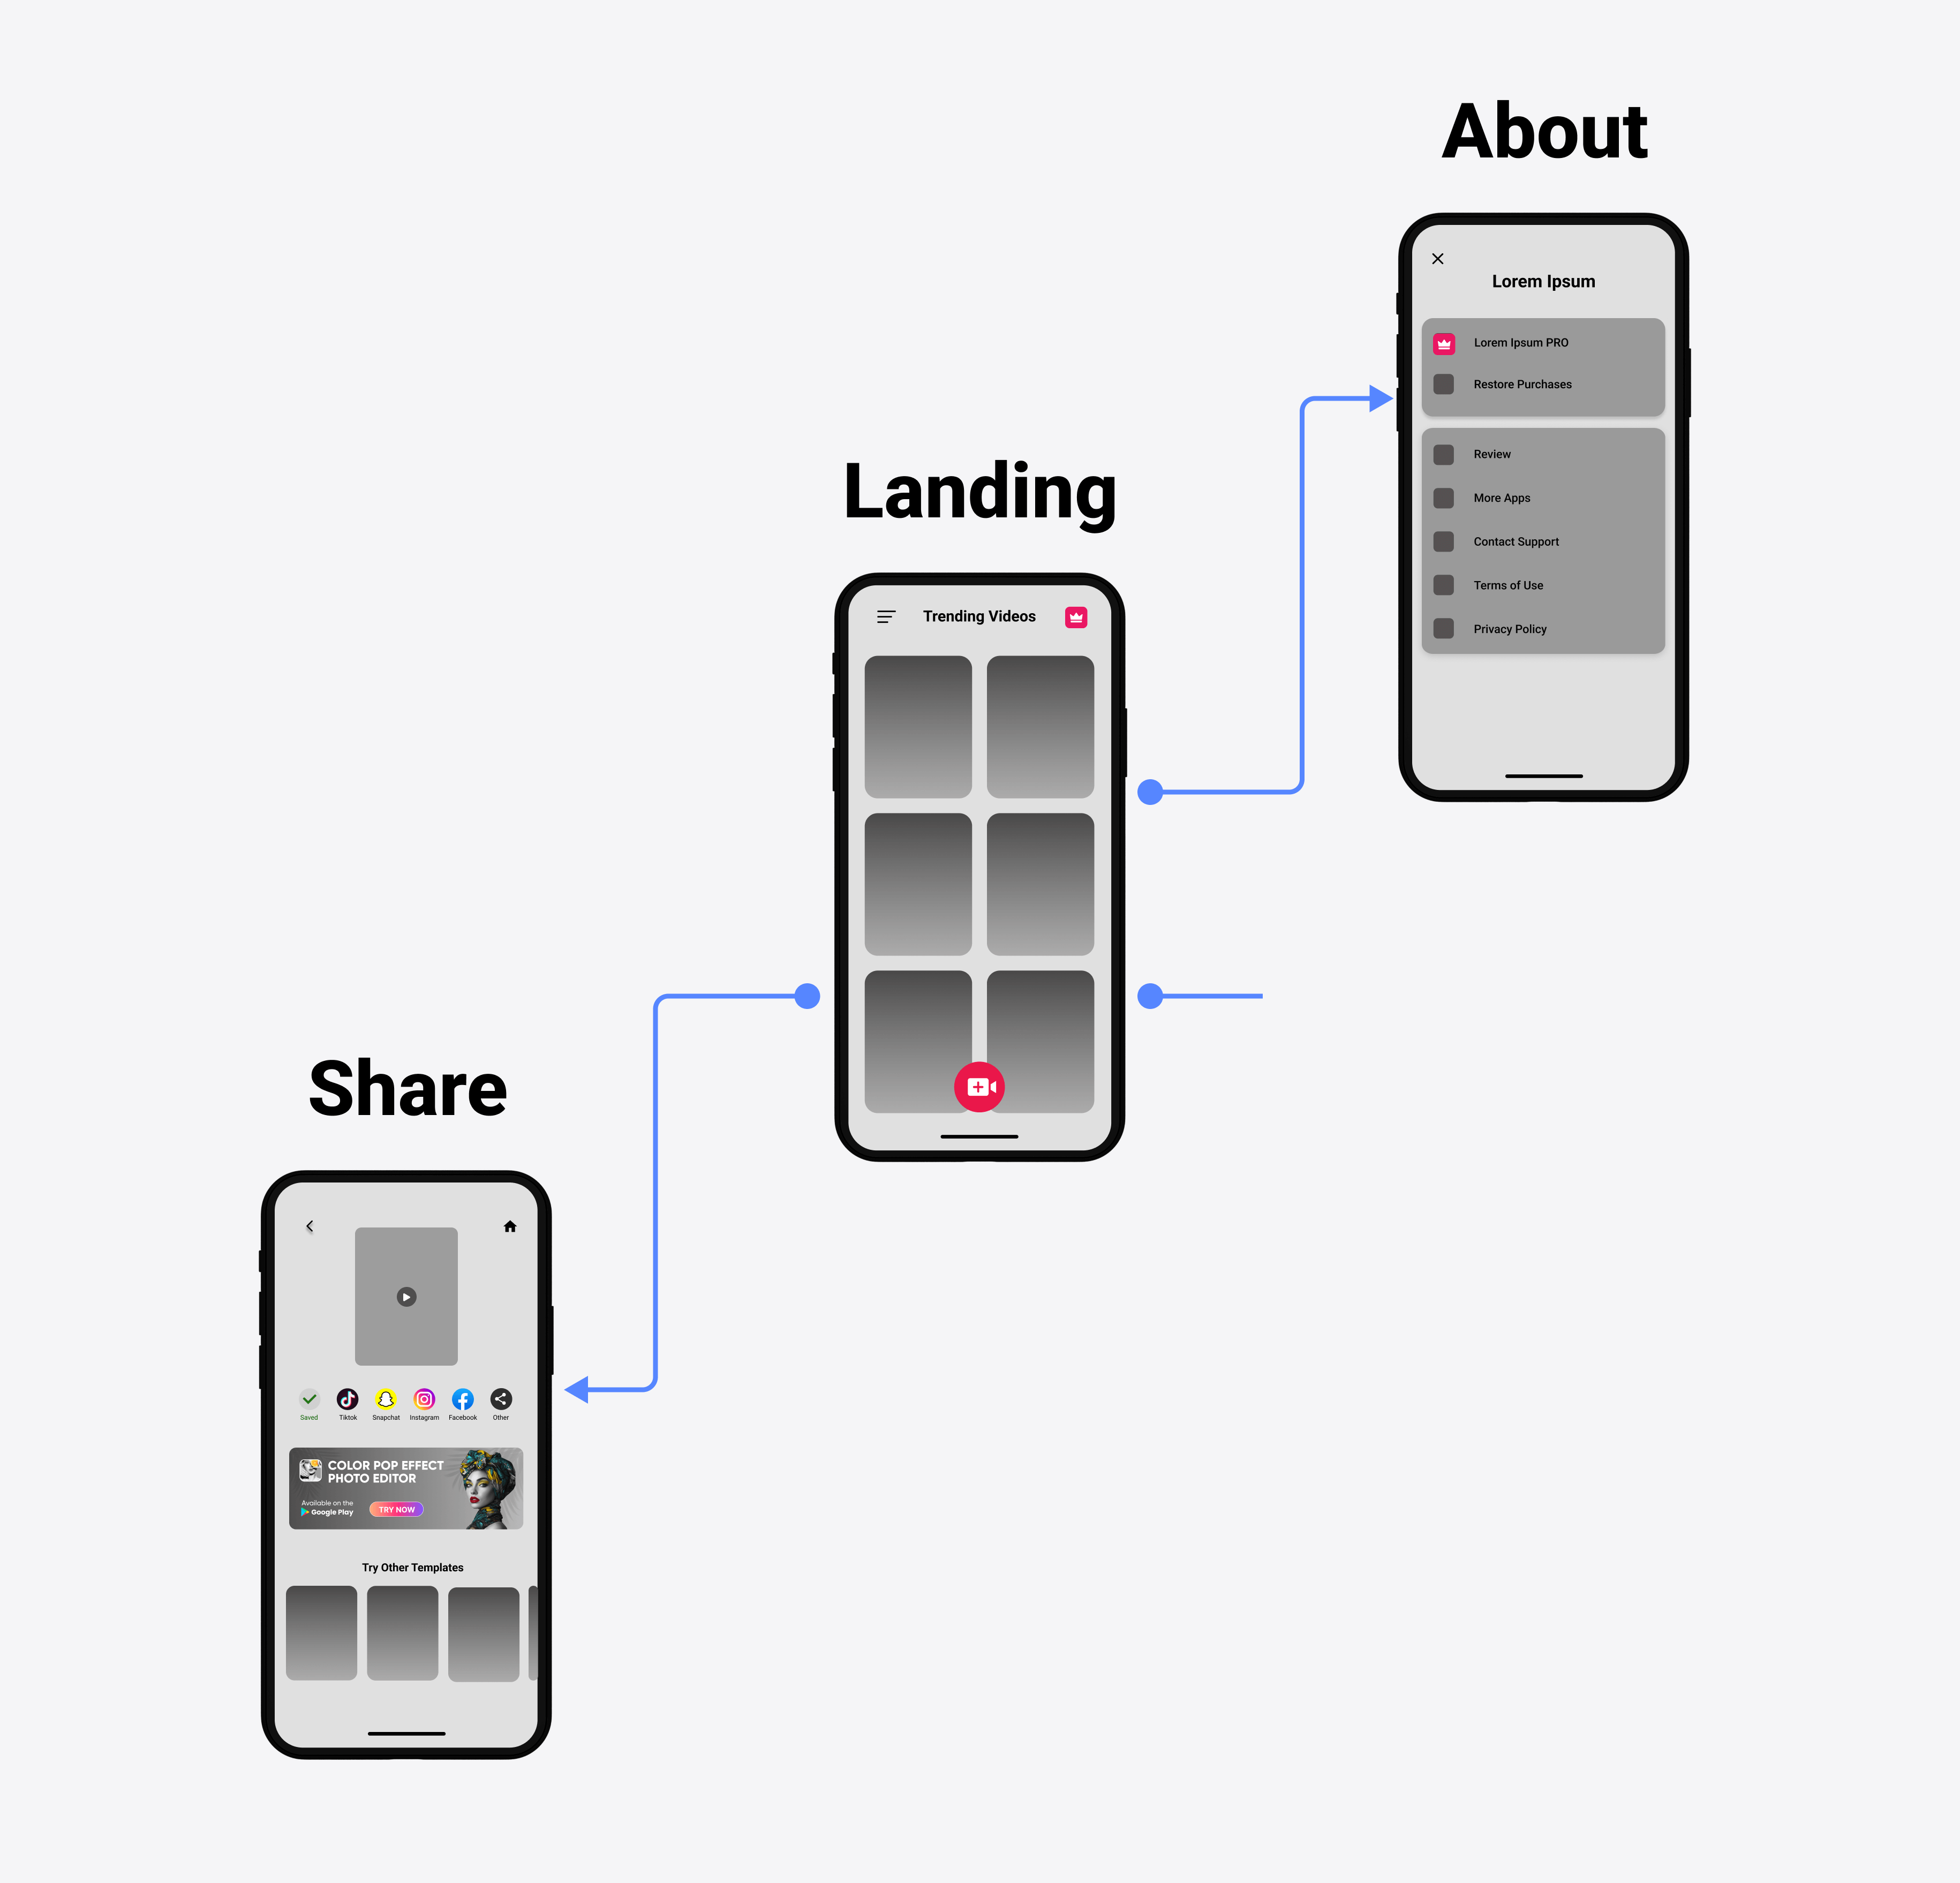 About
Lorem Ipsum
Lorem Ipsum PRO
Restore Purchases
Review
More Apps
Contact Support
Terms of Use
Privacy Policy
Landing
Trending Videos
Share
Saved
Tiktok
Snapchat
Instagram
Facebook
Other
COLOR POP EFFECT
PHOTO EDITOR
Available on the
Google Play
TRY NOW
Try Other Templates